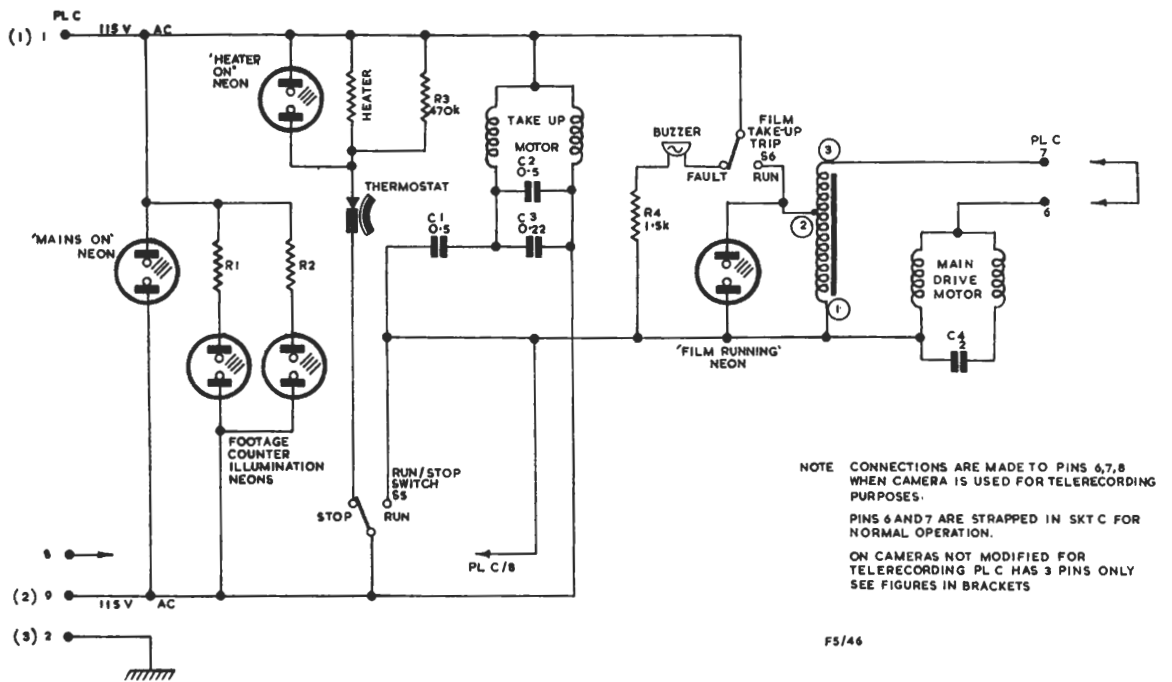 PL C
(1) 1 115 V AC
'HEATER
ON'
NEON
HEATER
R3
470k
TAKE UP
MOTOR
C2
0·5
THERMOSTAT
C1
0·5
C3
0·22
BUZZER
FILM
TAKE-UP
TRIP
S6
FAULT
RUN
R4
1·5k
3
2
1
PL C
7
6
MAIN
DRIVE
MOTOR
C4
2
'MAINS ON'
NEON
R1
R2
'FILM RUNNING'
NEON
FOOTAGE
COUNTER
ILLUMINATION
NEONS
RUN/STOP
SWITCH
S5
STOP
RUN
PL C/8
8
(2) 9 115V AC
(3) 2
NOTE CONNECTIONS ARE MADE TO PINS 6,7,8
WHEN CAMERA IS USED FOR TELERECORDING
PURPOSES.
PINS 6 AND 7 ARE STRAPPED IN SKT C FOR
NORMAL OPERATION.
ON CAMERAS NOT MODIFIED FOR
TELERECORDING PL C HAS 3 PINS ONLY
SEE FIGURES IN BRACKETS
F5/46